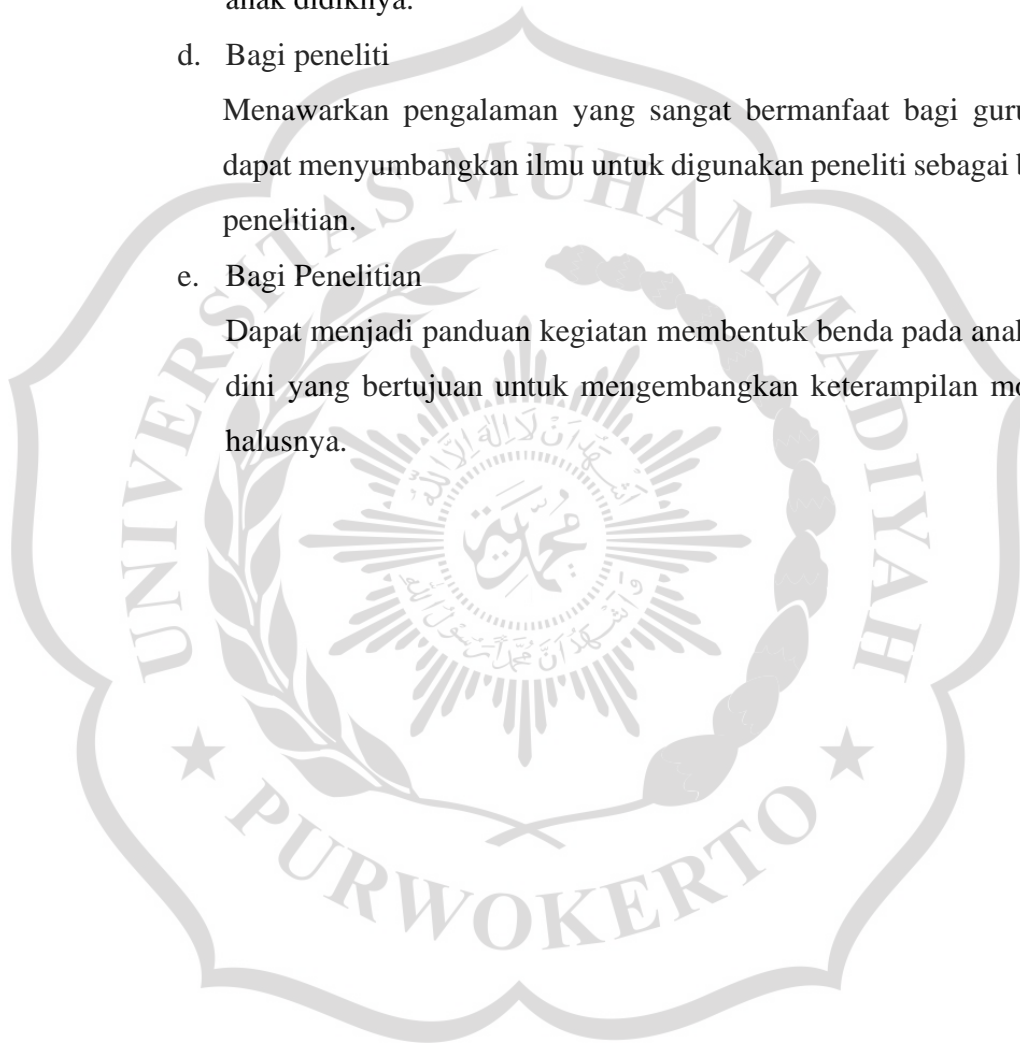 anak didiknya.
d. Bagi peneliti
Menawarkan pengalaman yang sangat bermanfaat bagi guru
dapat menyumbangkan ilmu untuk digunakan peneliti sebagai
penelitian.
e. Bagi Penelitian
Dapat menjadi panduan kegiatan membentuk benda pada anak
dini yang bertujuan untuk mengembangkan keterampilan
halusnya.
UNIVERSITAS MUHAMMADIYAH
PURWOKERTO